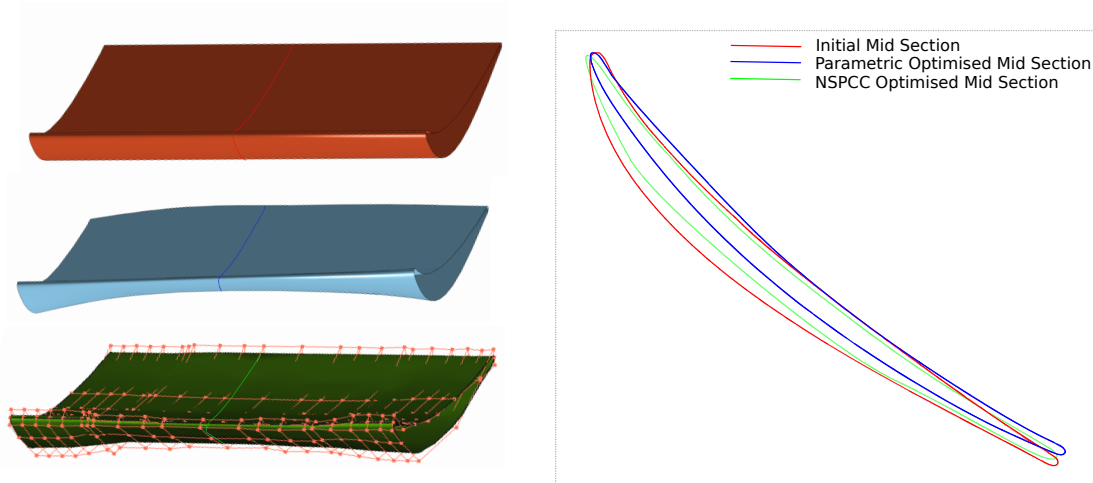 Initial Mid Section
Parametric Optimised Mid Section
NSPCC Optimised Mid Section